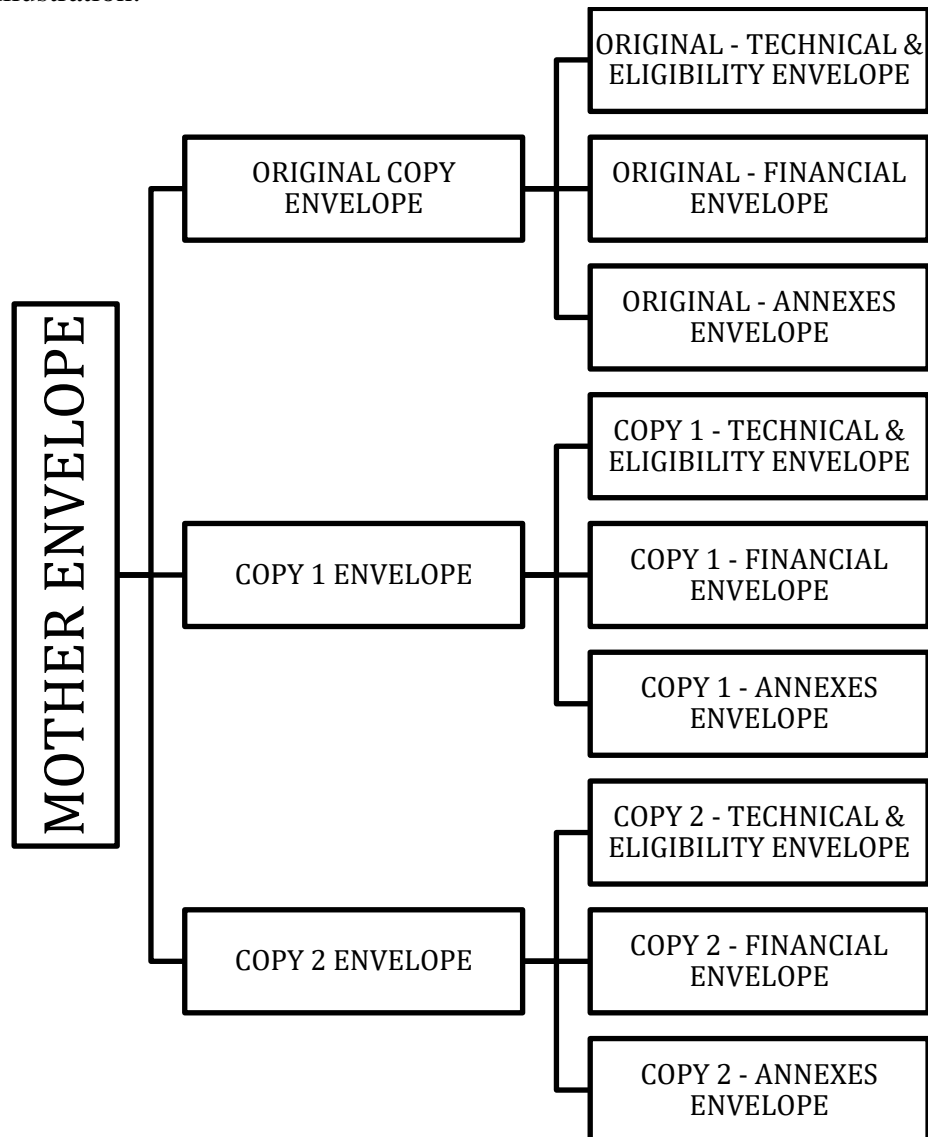 ORIGINAL - TECHNICAL &
ELIGIBILITY ENVELOPE
ORIGINAL COPY
ENVELOPE
ORIGINAL - FINANCIAL
ENVELOPE
ORIGINAL - ANNEXES
ENVELOPE
MOTHER ENVELOPE
COPY 1 - TECHNICAL &
ELIGIBILITY ENVELOPE
COPY 1 ENVELOPE
COPY 1 - FINANCIAL
ENVELOPE
COPY 1 - ANNEXES
ENVELOPE
COPY 2 - TECHNICAL &
ELIGIBILITY ENVELOPE
COPY 2 ENVELOPE
COPY 2 - FINANCIAL
ENVELOPE
COPY 2 - ANNEXES
ENVELOPE